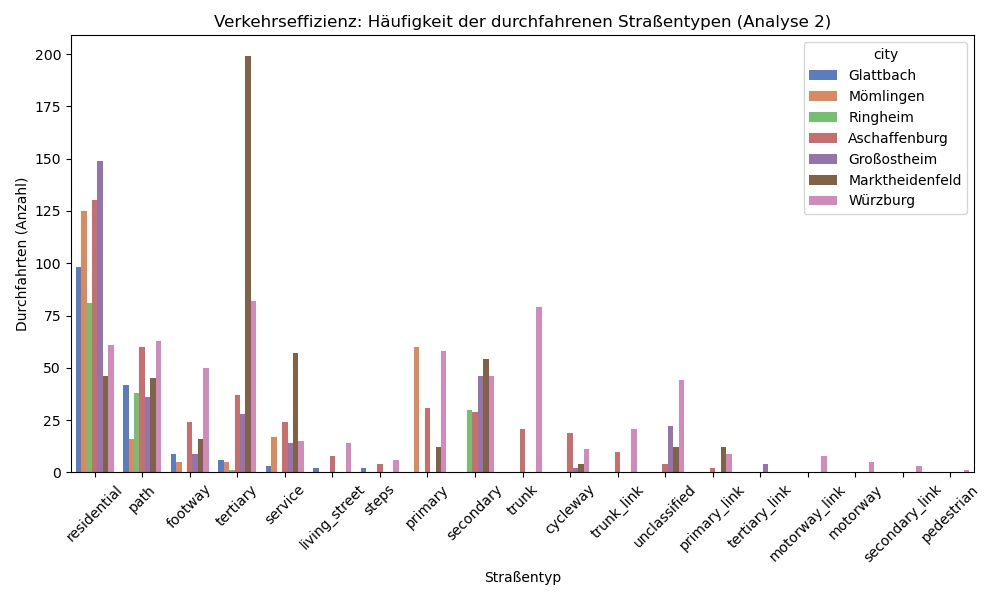 Verkehrseffizienz: Häufigkeit der durchfahrenen Straßentypen (Analyse 2)
Durchfahrten (Anzahl)
200
175
150
125
100
75
50
25
0
city
Glattbach
Mömlingen
Ringheim
Aschaffenburg
Großostheim
Marktheidenfeld
Würzburg
residential
path
footway
tertiary
service
living_street
steps
primary
secondary
trunk
cycleway
trunk_link
unclassified
primary_link
tertiary_link
motorway_link
motorway
secondary_link
pedestrian
Straßentyp